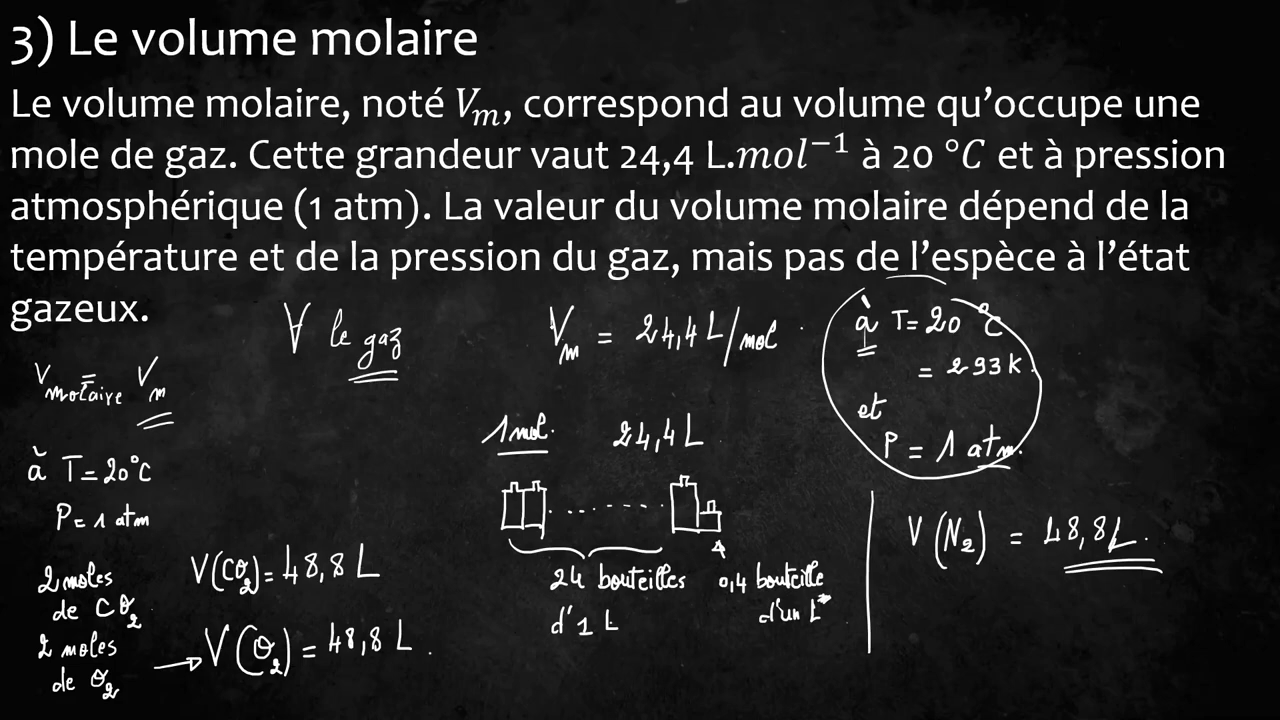 3) Le volume molaire
Le volume molaire, noté Vₘ, correspond au volume qu’occupe une
mole de gaz. Cette grandeur vaut 24,4 L.mol⁻¹ à 20 °C et à pression
atmosphérique (1 atm). La valeur du volume molaire dépend de la
température et de la pression du gaz, mais pas de l’espèce à l’état
gazeux.
∀ le gaz
V molaire = Vₘ
à T = 20°C
P = 1 atm
2 moles
de CO₂
V(CO₂) = 48,8 L
2 moles
de O₂
→ V(O₂) = 48,8 L.
Vₘ = 24,4 L/mol.
à T = 20 °C
= 293 K.
et
P = 1 atm.
1 mol. 24,4 L
24 bouteilles
d'1 L
0,4 bouteille
d'un L
V(N₂) = 48,8 L.